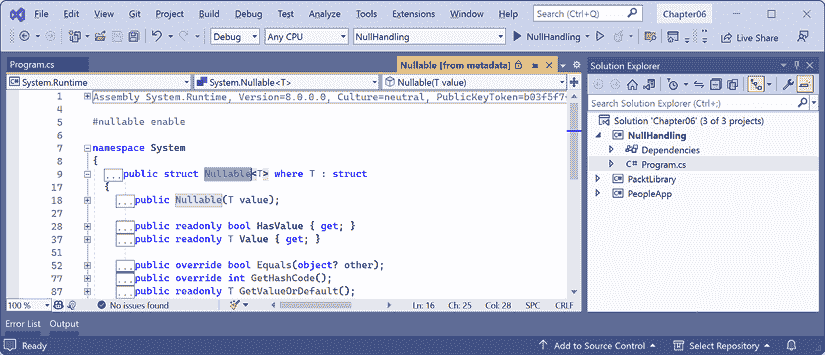 File Edit View Git Project Build Debug Test Analyze Tools Extensions Window Help Search (Ctrl+Q) Chapter06
Debug Any CPU NullHandling NullHandling Live Share
Program.cs Nullable [from metadata]
System.Runtime System.Nullable<T> Nullable(T value)
1 Assembly System.Runtime, Version=8.0.0.0, Culture=neutral, PublicKeyToken=b03f5f7
5 #nullable enable
6
7 namespace System
8 {
9 ...public struct Nullable<T> where T : struct
16 {
18 ...public Nullable(T value);
19
28 ...public readonly bool HasValue { get; }
37 ...public readonly T Value { get; }
38
52 ...public override bool Equals(object? other);
60 ...public override int GetHashCode();
77 ...public readonly T GetValueOrDefault();
100 % No issues found Ln: 16 Ch: 25 Col: 28 SPC CRLF
Solution Explorer
Search Solution Explorer (Ctrl+;)
Solution 'Chapter06' (3 of 3 projects)
NullHandling
Dependencies
C# Program.cs
PacktLibrary
PeopleApp
Error List Output
Ready Add to Source Control Select Repository